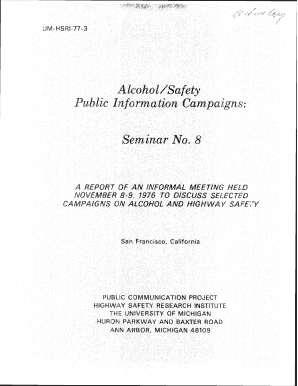 UM-HSRI-77-3
Alcohol/Safety
Public Information Campaigns:
Seminar No. 8
A REPORT OF AN INFORMAL MEETING HELD
NOVEMBER 8-9, 1976 TO DISCUSS SELECTED
CAMPAIGNS ON ALCOHOL AND HIGHWAY SAFETY
San Francisco, California
PUBLIC COMMUNICATION PROJECT
HIGHWAY SAFETY RESEARCH INSTITUTE
THE UNIVERSITY OF MICHIGAN
HURON PARKWAY AND BAXTER ROAD
ANN ARBOR, MICHIGAN 48109